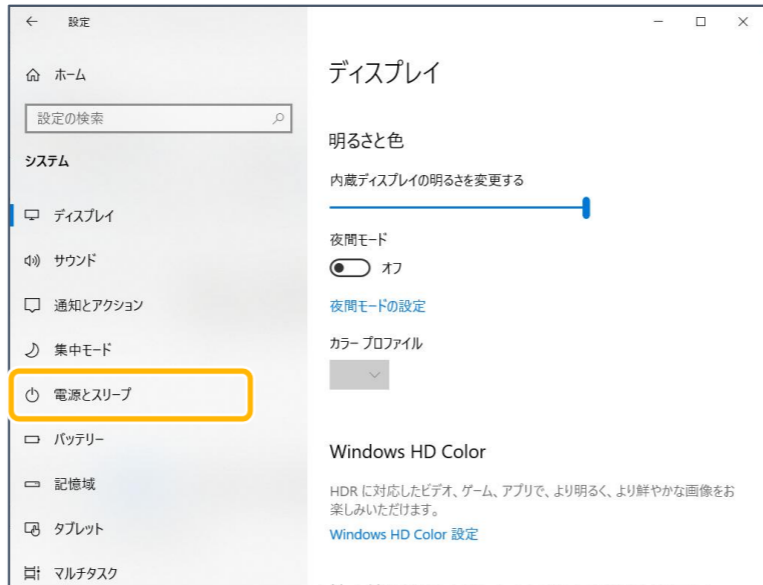 設定
ホーム
設定の検索
システム
ディスプレイ
サウンド
通知とアクション
集中モード
電源とスリープ
バッテリー
記憶域
タブレット
マルチタスク
ディスプレイ
明るさと色
内蔵ディスプレイの明るさを変更する
夜間モード
オフ
夜間モードの設定
カラー プロファイル
Windows HD Color
HDR に対応したビデオ、ゲーム、アプリで、より明るく、より鮮やかな画像をお
楽しみいただけます。
Windows HD Color 設定